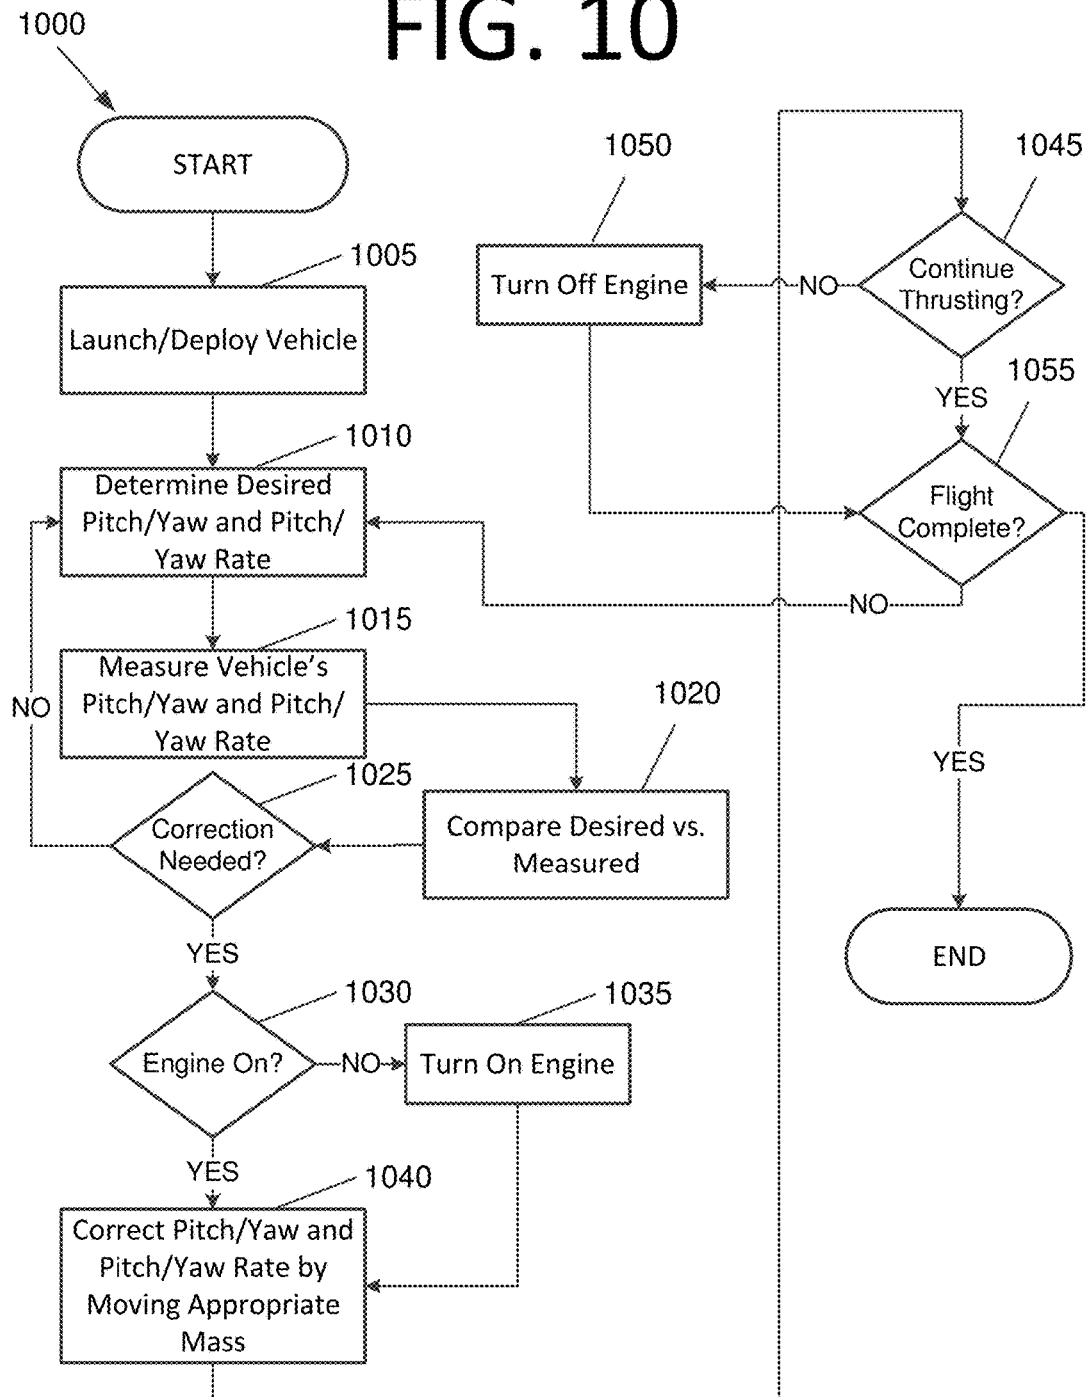 FIG. 10
1000
START
1005
Launch/Deploy Vehicle
1010
Determine Desired
Pitch/Yaw and Pitch/
Yaw Rate
1015
Measure Vehicle's
Pitch/Yaw and Pitch/
Yaw Rate
NO
1020
Compare Desired vs.
Measured
1025
Correction
Needed?
YES
1030
Engine On?
NO
1035
Turn On Engine
YES
1040
Correct Pitch/Yaw and
Pitch/Yaw Rate by
Moving Appropriate
Mass
1045
Continue
Thrusting?
NO
1050
Turn Off Engine
YES
1055
Flight
Complete?
NO
YES
END